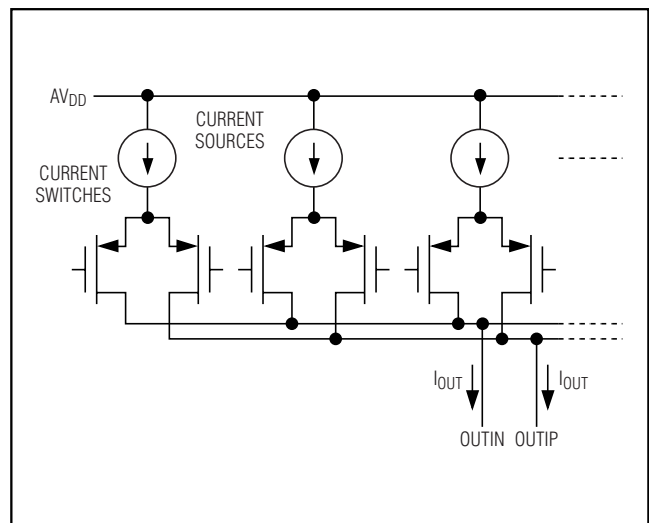 AVDD
CURRENT
SOURCES
CURRENT
SWITCHES
IOUT
IOUT
OUTIN OUTIP